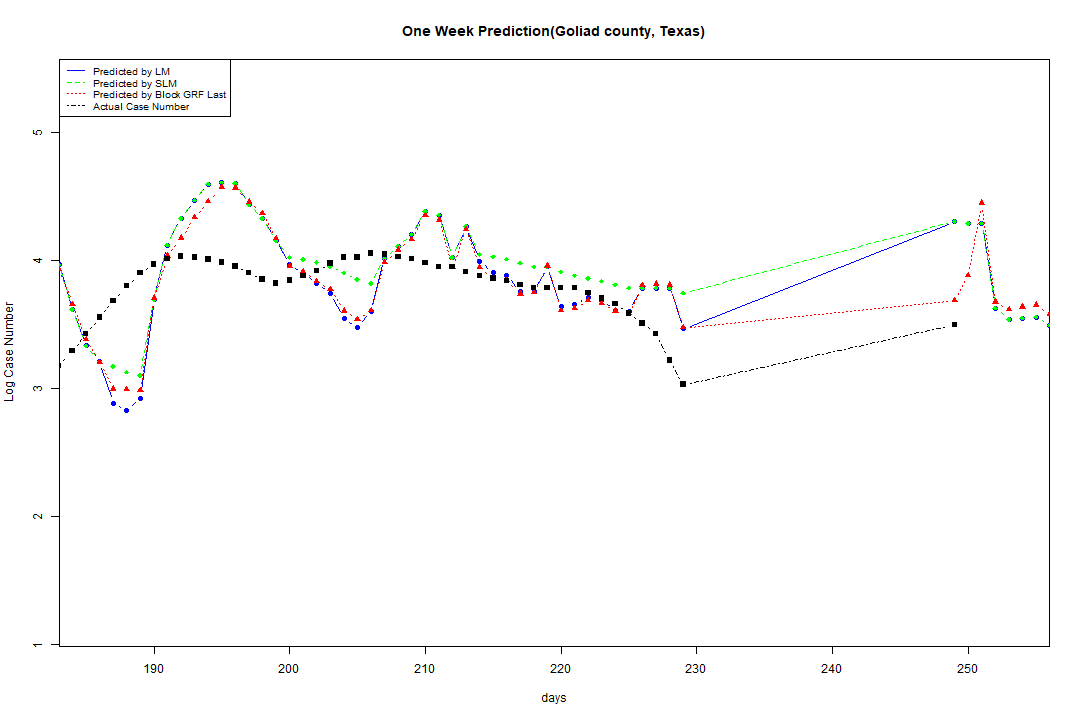 One Week Prediction(Goliad county, Texas)
Predicted by LM
Predicted by SLM
Predicted by Block GRF Last
Actual Case Number
Log Case Number
5
4
3
2
1
190 200 210 220 230 240 250
days